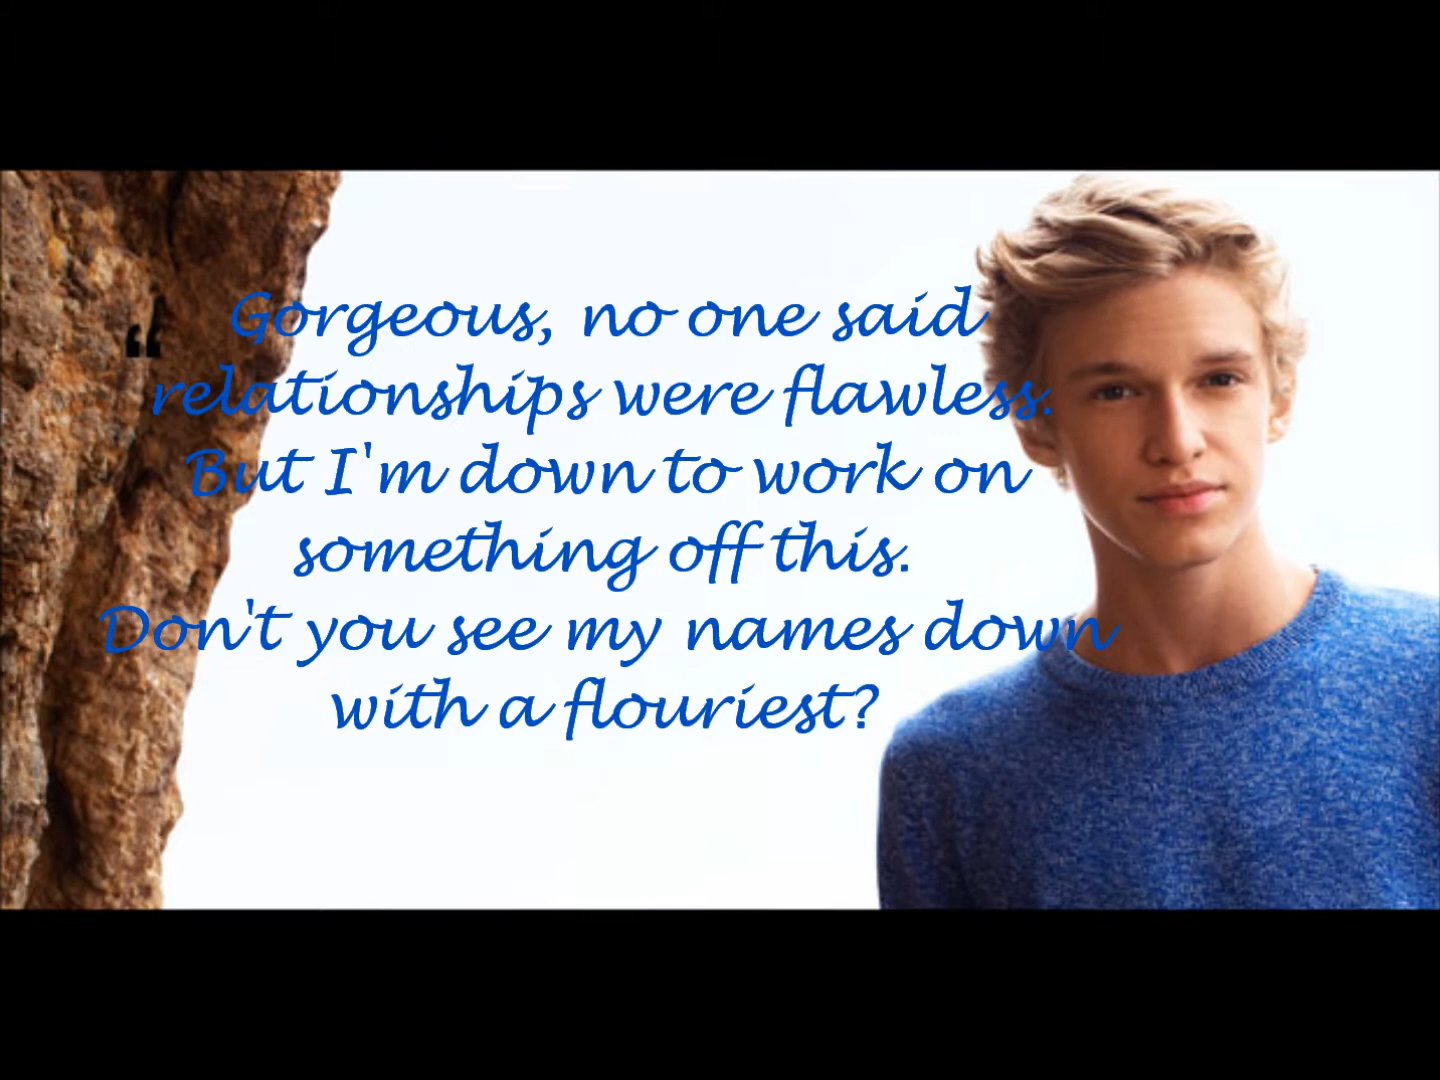 “
Gorgeous, no one said
relationships were flawless.
But I'm down to work on
something off this.
Don't you see my names down
with a flouriest?